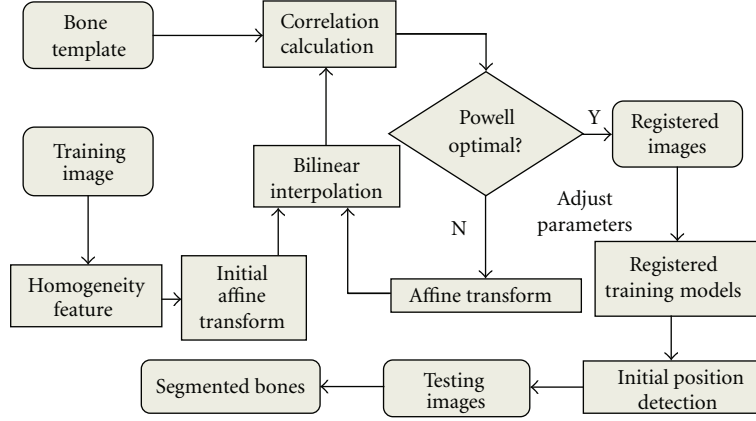 Bone
template
Correlation
calculation
Training
image
Bilinear
interpolation
Powell
optimal?
Y
Registered
images
Adjust
parameters
N
Homogeneity
feature
Initial
affine
transform
Affine transform
Registered
training models
Segmented bones
Testing
images
Initial position
detection